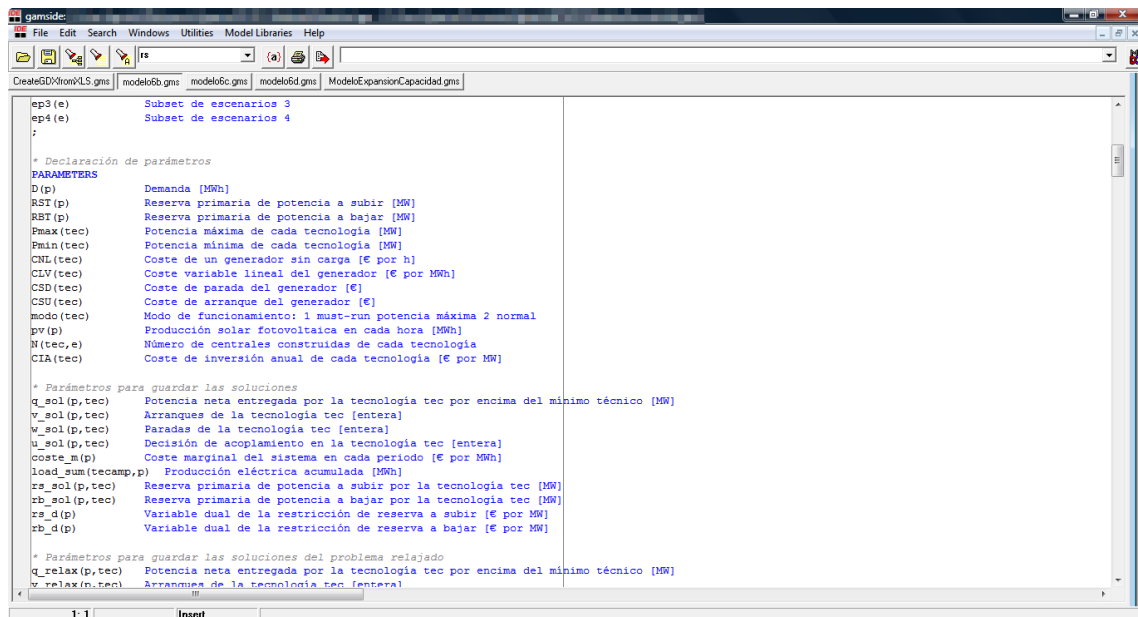 IDE gamside:
IDE File Edit Search Windows Utilities Model Libraries Help
rs {a}
CreateGDXfromXLS.gms modelo6b.gms modelo6c.gms modelo6d.gms ModeloExpansionCapacidad.gms
ep3(e) Subset de escenarios 3
ep4(e) Subset de escenarios 4
;
* Declaración de parámetros
PARAMETERS
D(p) Demanda [MWh]
RST(p) Reserva primaria de potencia a subir [MW]
RBT(p) Reserva primaria de potencia a bajar [MW]
Pmax(tec) Potencia máxima de cada tecnología [MW]
Pmin(tec) Potencia mínima de cada tecnología [MW]
CNL(tec) Coste de un generador sin carga [€ por h]
CLV(tec) Coste variable lineal del generador [€ por MWh]
CSD(tec) Coste de parada del generador [€]
CSU(tec) Coste de arranque del generador [€]
modo(tec) Modo de funcionamiento: 1 must-run potencia máxima 2 normal
pv(p) Producción solar fotovoltaica en cada hora [MWh]
N(tec,e) Número de centrales construidas de cada tecnología
CIA(tec) Coste de inversión anual de cada tecnología [€ por MW]
* Parámetros para guardar las soluciones
q_sol(p,tec) Potencia neta entregada por la tecnología tec por encima del mínimo técnico [MW]
v_sol(p,tec) Arranques de la tecnología tec [entera]
w_sol(p,tec) Paradas de la tecnología tec [entera]
u_sol(p,tec) Decisión de acoplamiento en la tecnología tec [entera]
coste_m(p) Coste marginal del sistema en cada periodo [€ por MWh]
load_sum(tecamp,p) Producción eléctrica acumulada [MWh]
rs_sol(p,tec) Reserva primaria de potencia a subir por la tecnología tec [MW]
rb_sol(p,tec) Reserva primaria de potencia a bajar por la tecnología tec [MW]
rs_d(p) Variable dual de la restricción de reserva a subir [€ por MW]
rb_d(p) Variable dual de la restricción de reserva a bajar [€ por MW]
* Parámetros para guardar las soluciones del problema relajado
q_relax(p,tec) Potencia neta entregada por la tecnología tec por encima del mínimo técnico [MW]
v_relax(p,tec) Arranques de la tecnología tec [entera]
1: 1 Insert